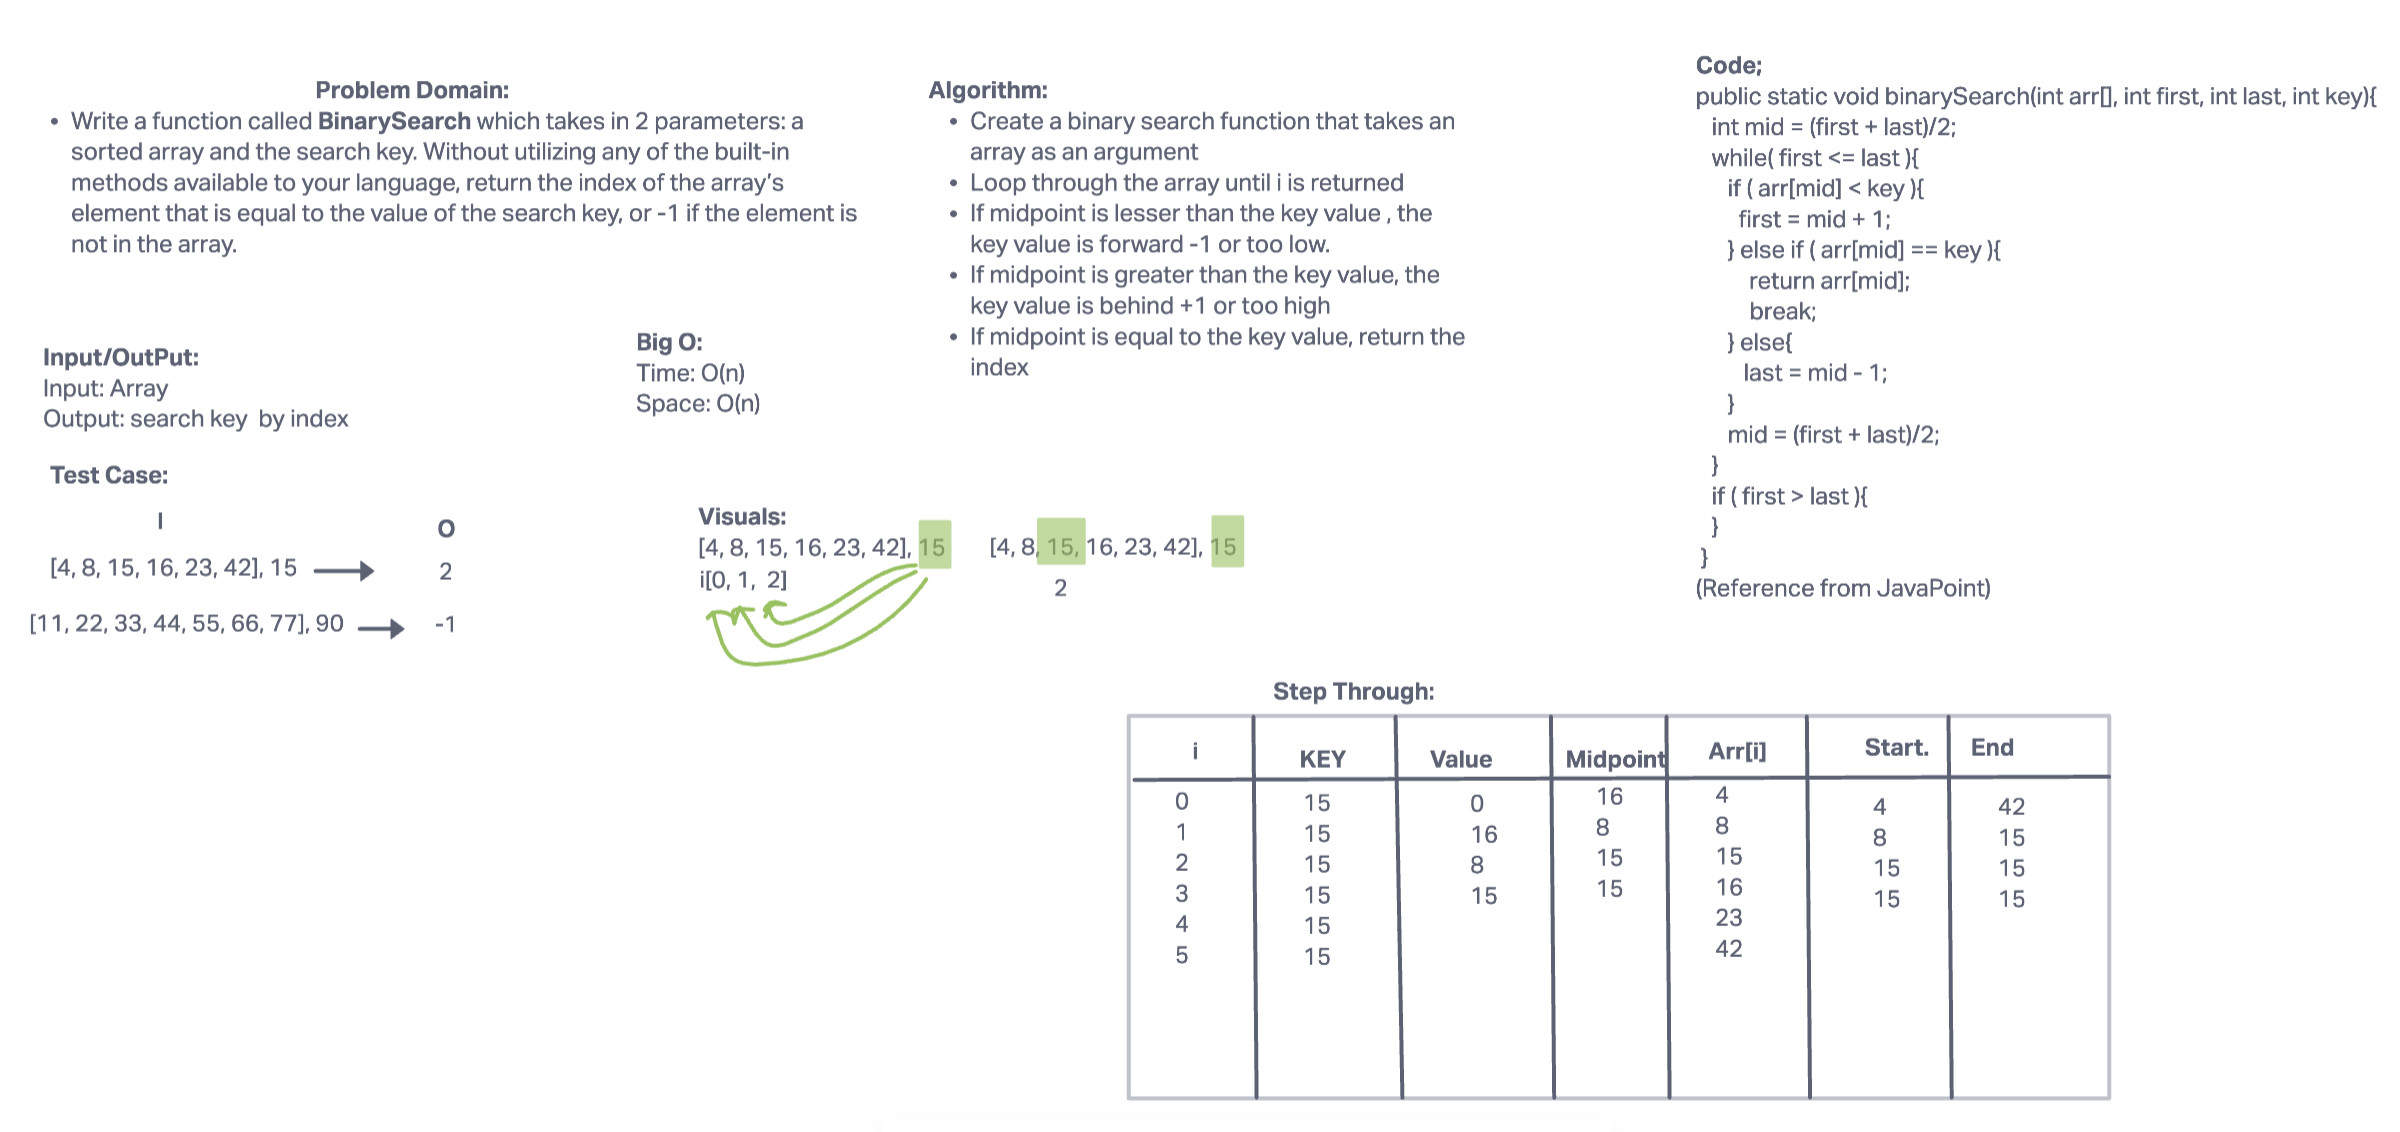 Problem Domain:
• Write a function called BinarySearch which takes in 2 parameters: a
sorted array and the search key. Without utilizing any of the built-in
methods available to your language, return the index of the array's
element that is equal to the value of the search key, or -1 if the element is
not in the array.
Input/OutPut:
Input: Array
Output: search key by index
Big O:
Time: O(n)
Space: O(n)
Algorithm:
• Create a binary search function that takes an
array as an argument
• Loop through the array until i is returned
• If midpoint is lesser than the key value , the
key value is forward -1 or too low.
• If midpoint is greater than the key value, the
key value is behind +1 or too high
• If midpoint is equal to the key value, return the
index
Code;
public static void binarySearch(int arr[], int first, int last, int key){
int mid = (first + last)/2;
while( first <= last ){
if ( arr[mid] < key ){
first = mid + 1;
} else if ( arr[mid] == key ){
return arr[mid];
break;
} else{
last = mid - 1;
}
mid = (first + last)/2;
}
if ( first > last ){
}
}
(Reference from JavaPoint)
Test Case:
I O
[4, 8, 15, 16, 23, 42], 15 2
[11, 22, 33, 44, 55, 66, 77], 90 -1
Visuals:
[4, 8, 15, 16, 23, 42], 15 [4, 8, 15, 16, 23, 42], 15
i[0, 1, 2] 2
Step Through:
i KEY Value Midpoint Arr[i] Start. End
0 15 0 16 4 4 42
1 15 16 8 8 8 15
2 15 8 15 15 15 15
3 15 15 15 16 15 15
4 15 23
5 15 42